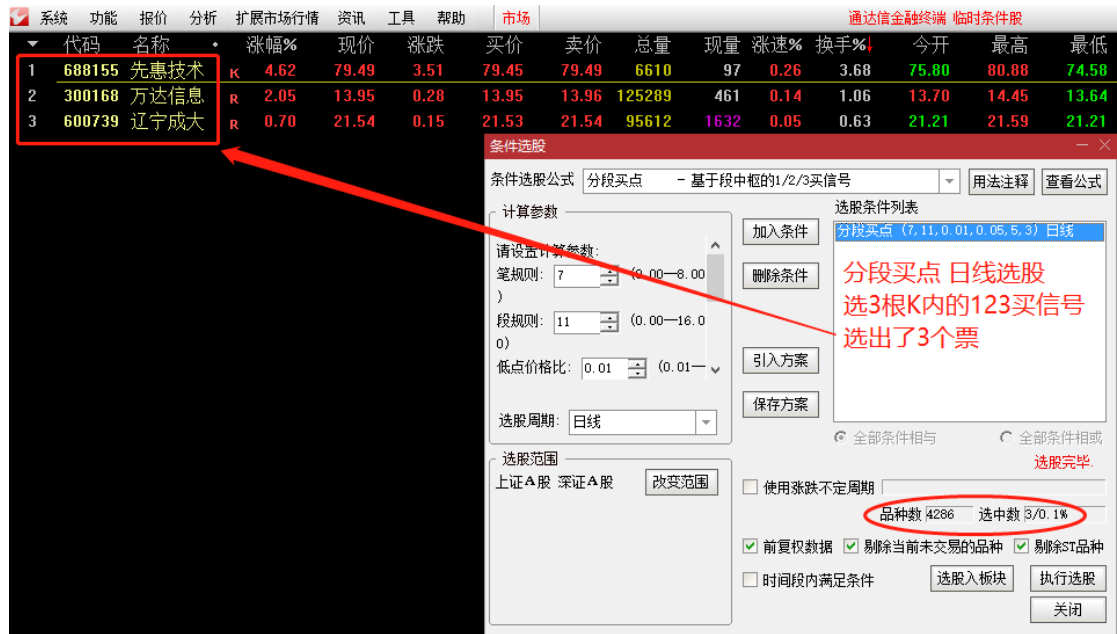 系统 功能 报价 分析 扩展市场行情 资讯 工具 帮助 市场 通达信金融终端 临时条件股
代码 名称 涨幅% 现价 涨跌 买价 卖价 总量 现量 涨速% 换手%↓ 今开 最高 最低
1 688155 先惠技术 K 4.62 79.49 3.51 79.45 79.49 6610 97 0.26 3.68 75.80 80.88 74.58
2 300168 万达信息 R 2.05 13.95 0.28 13.95 13.96 125289 461 0.14 1.06 13.70 14.45 13.64
3 600739 辽宁成大 R 0.70 21.54 0.15 21.53 21.54 95612 1632 0.05 0.63 21.21 21.59 21.21
条件选股
条件选股公式 分段买点 - 基于段中枢的1/2/3买信号 用法注释 查看公式
计算参数
请设置计算参数:
笔规则: 7 (0.00—8.00
)
段规则: 11 (0.00—16.0
0)
低点价格比: 0.01 (0.01—
选股周期: 日线
选股范围
上证A股 深证A股 改变范围
加入条件
删除条件
引入方案
保存方案
选股条件列表
分段买点 (7,11,0.01,0.05,5,3) 日线
分段买点 日线选股
选3根K内的123买信号
选出了3个票
全部条件相与 全部条件相或
选股完毕.
使用涨跌不定周期
品种数 4286 选中数 3/0.1%
前复权数据 剔除当前未交易的品种 剔除ST品种
时间段内满足条件 选股入板块 执行选股
关闭